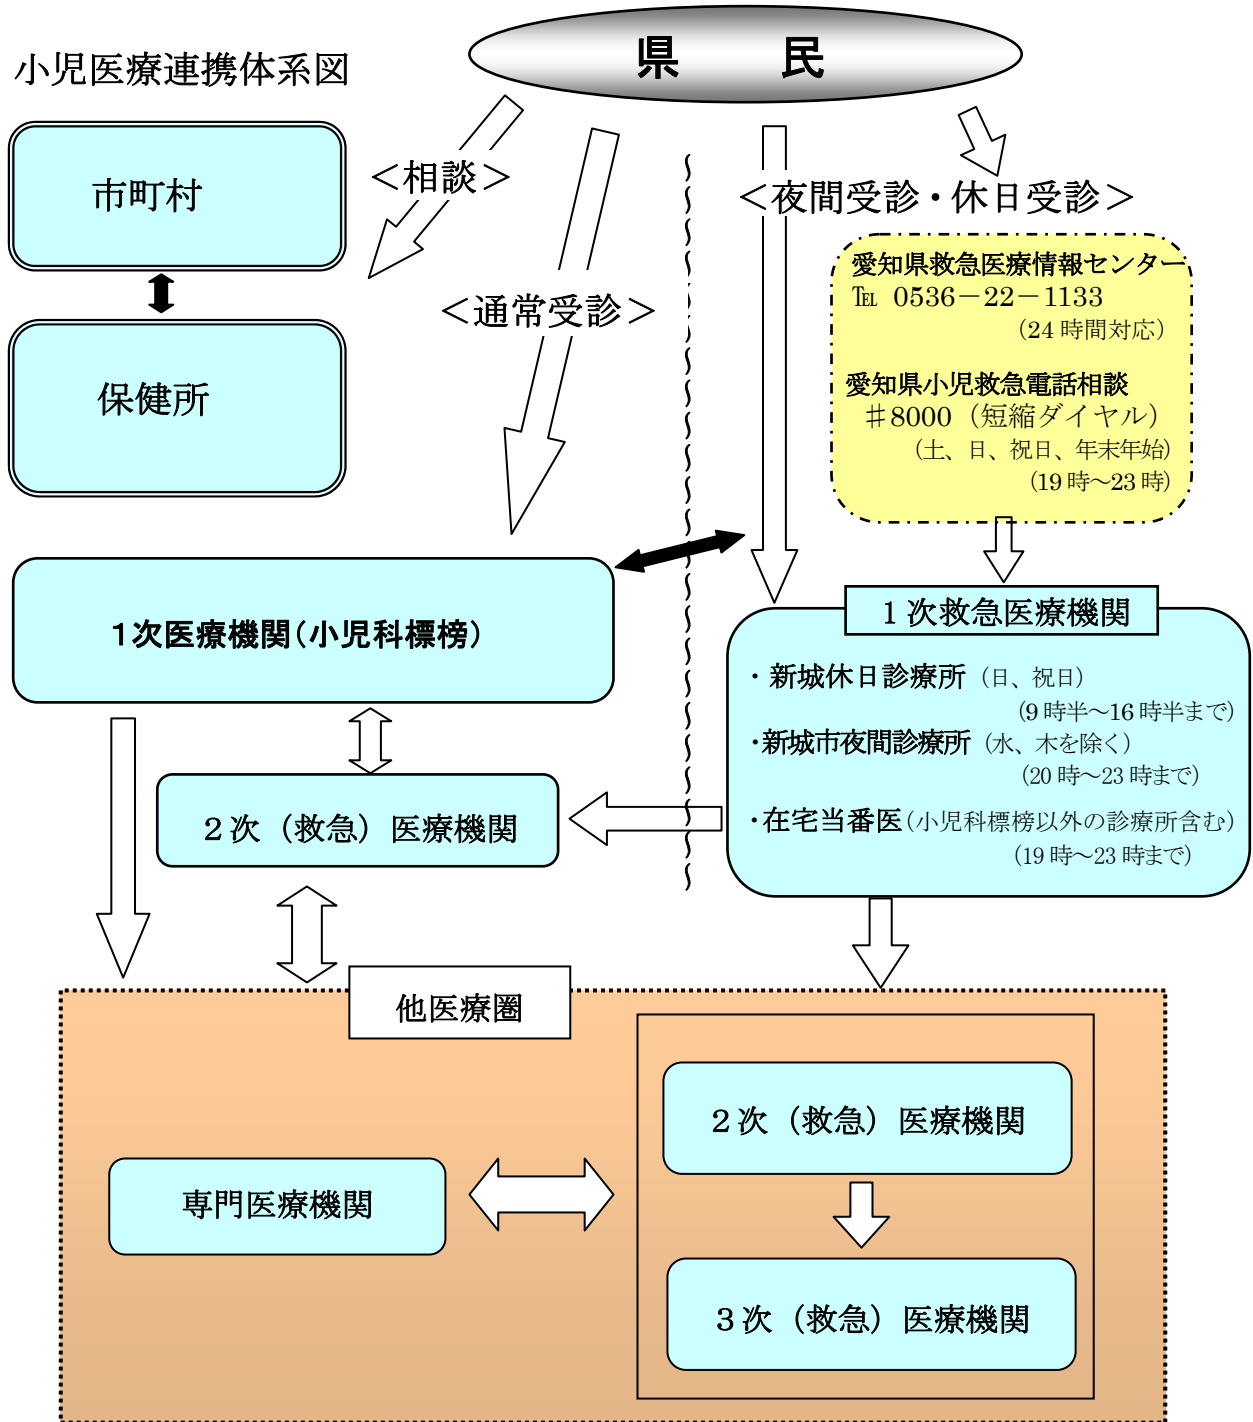 県　民
小児医療連携体系図
市町村
保健所
＜相談＞
＜通常受診＞
＜夜間受診・休日受診＞
愛知県救急医療情報センター
℡ 0536－22－1133
（24時間対応）
愛知県小児救急電話相談
＃8000（短縮ダイヤル）
（土、日、祝日、年末年始）
（19時～23時）
１次医療機関（小児科標榜）
１次救急医療機関
・新城休日診療所（日、祝日）
（9時半～16時半まで）
・新城市夜間診療所（水、木を除く）
（20時～23時まで）
・在宅当番医（小児科標榜以外の診療所含む）
（19時～23時まで）
２次（救急）医療機関
他医療圏
２次（救急）医療機関
専門医療機関
３次（救急）医療機関